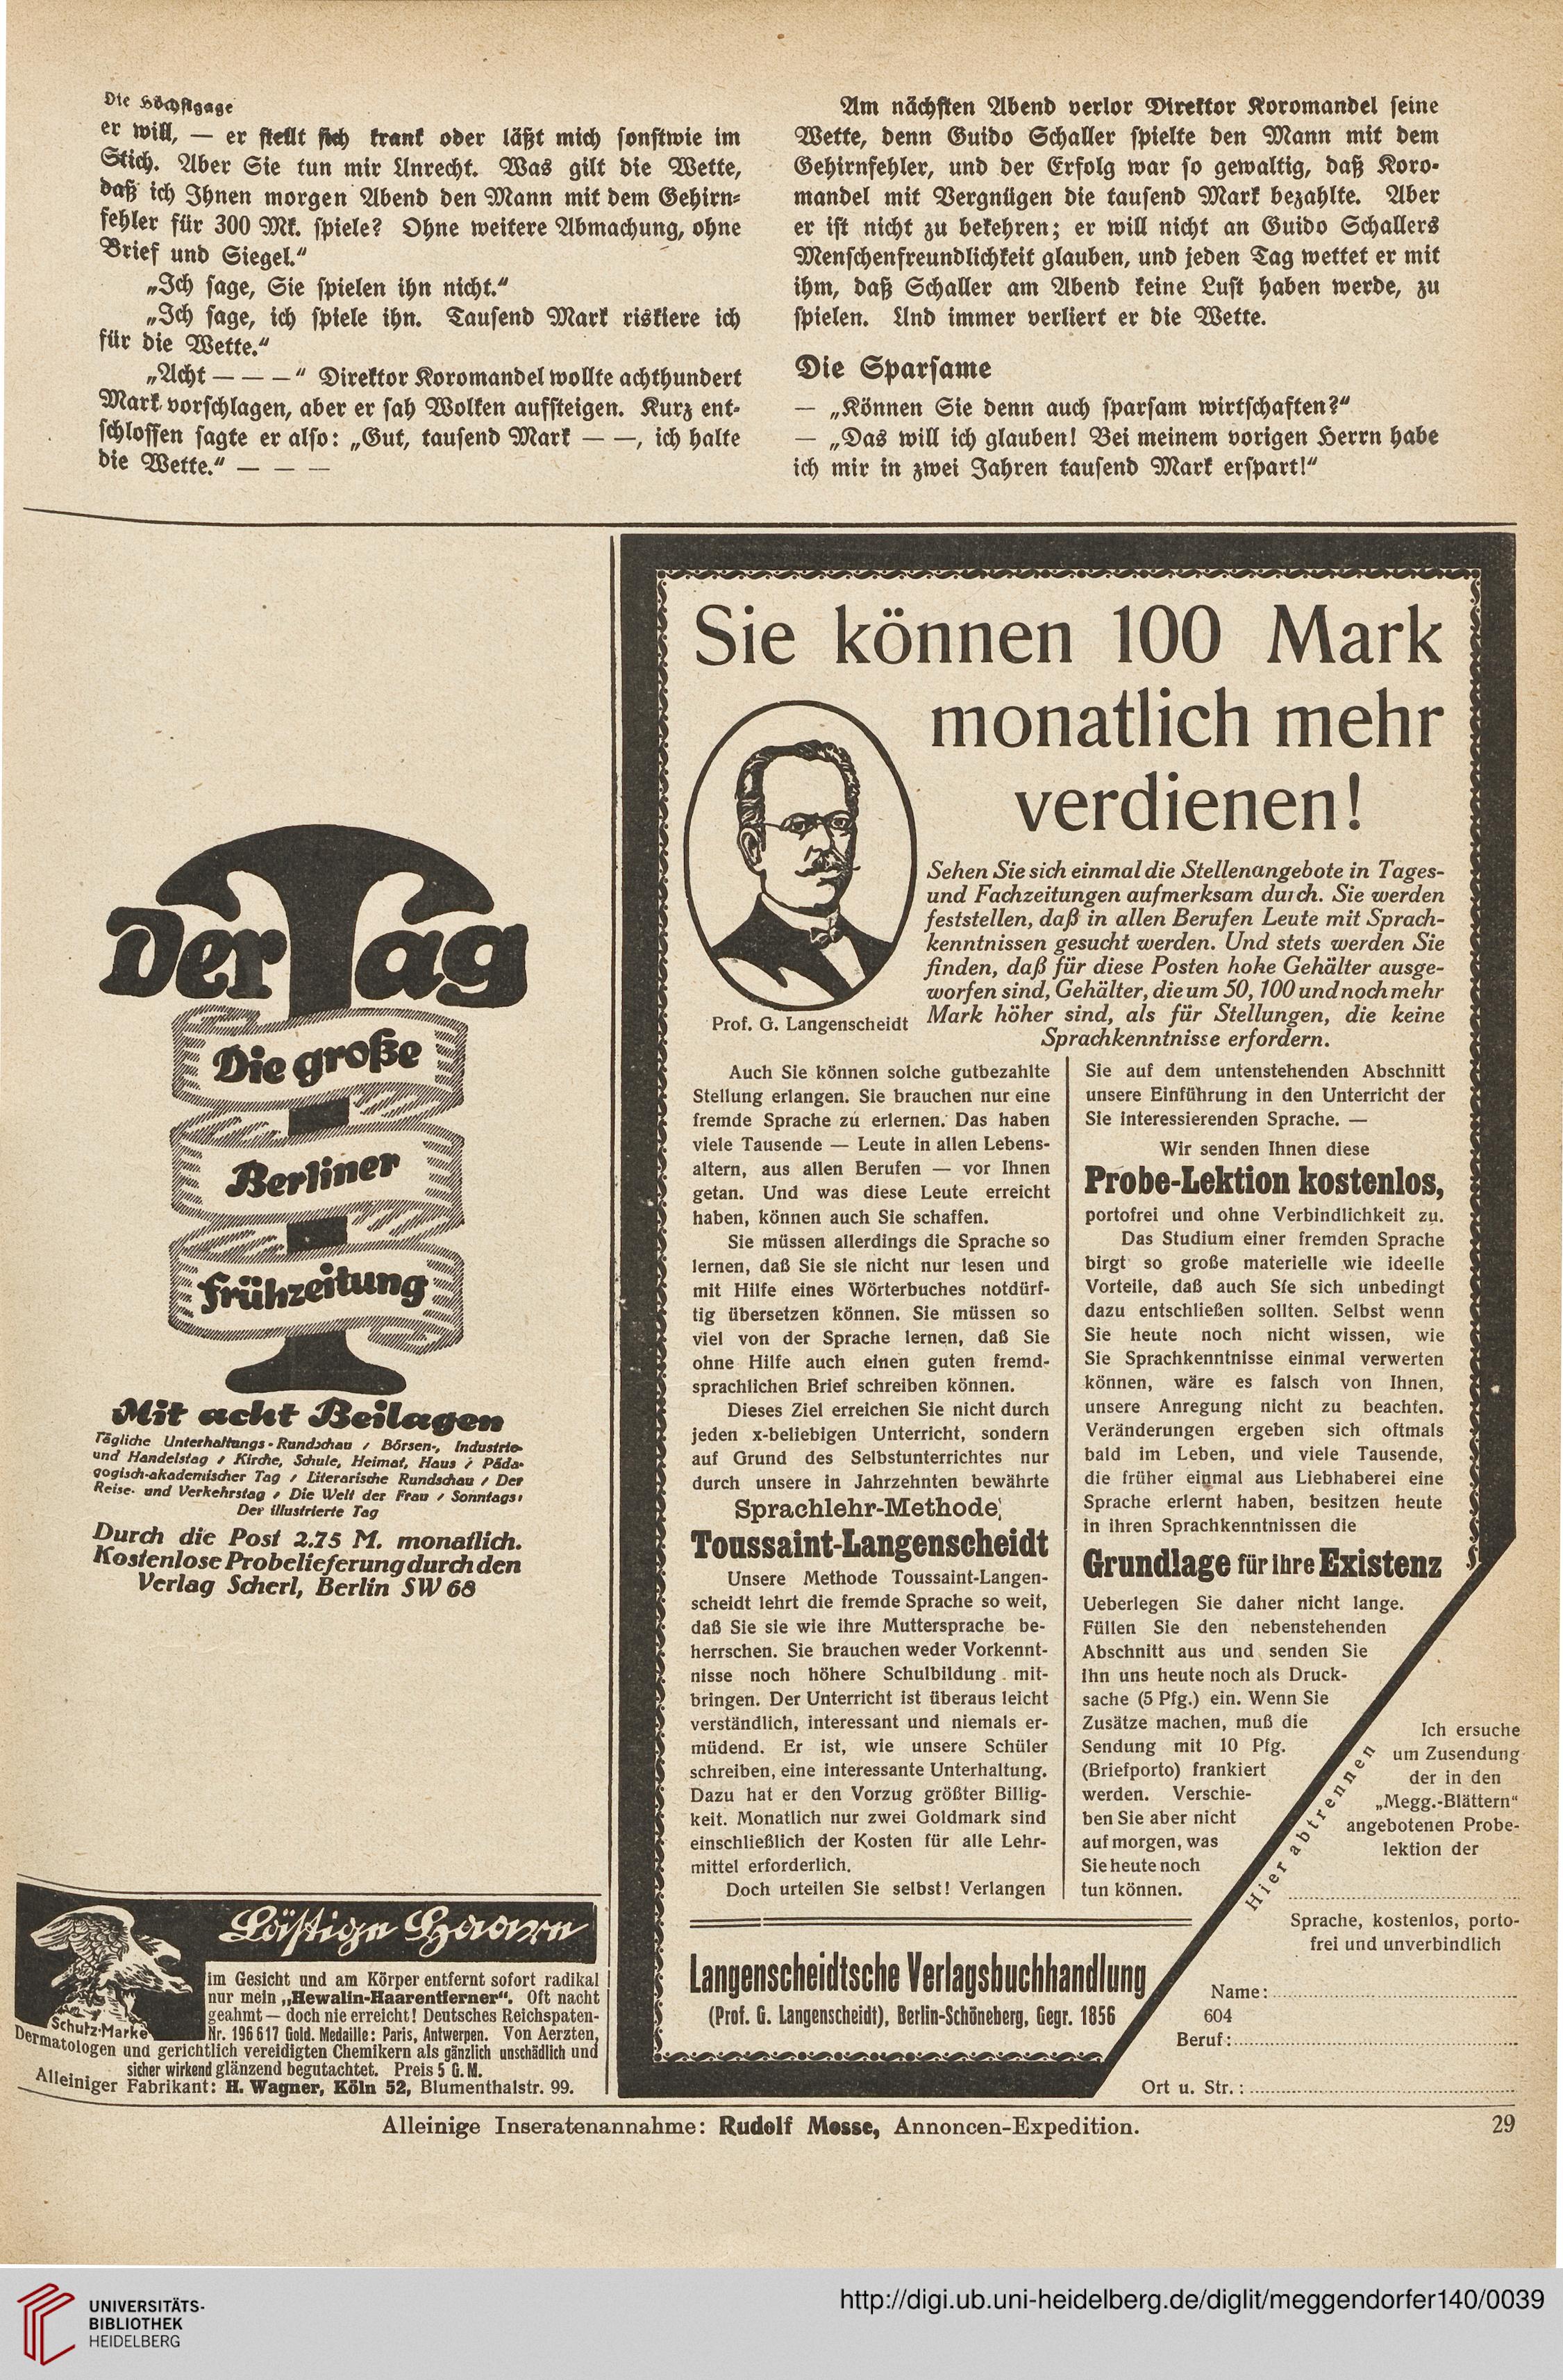 Die Höchstgage
er will, — er stellt sich krank oder läßt mich sonstwie im
Stich. Aber Sie tun mir Unrecht. Was gilt die Wette,
daß ich Ihnen morgen Abend den Mann mit dem Gehirn-
fehler für 300 Mk. spiele? Ohne weitere Abmachung, ohne
Brief und Siegel.“
„Ich sage, Sie spielen ihn nicht.“
„Ich sage, ich spiele ihn. Tausend Mark riskiere ich
für die Wette.“
„Acht — — —“ Direktor Koromandel wollte achthundert
Mark vorschlagen, aber er sah Wolken aufsteigen. Kurz ent-
schlossen sagte er also: „Gut, tausend Mark — —, ich halte
die Wette.“ — — —
Am nächsten Abend verlor Direktor Koromandel seine
Wette, denn Guido Schaller spielte den Mann mit dem
Gehirnfehler, und der Erfolg war so gewaltig, daß Koro-
mandel mit Vergnügen die tausend Mark bezahlte. Aber
er ist nicht zu bekehren; er will nicht an Guido Schallers
Menschenfreundlichkeit glauben, und jeden Tag wettet er mit
ihm, daß Schaller am Abend keine Lust haben werde, zu
spielen. Und immer verliert er die Wette.
Die Sparsame
— „Können Sie denn auch sparsam wirtschaften?“
— „Das will ich glauben! Bei meinem vorigen Herrn habe
ich mir in zwei Jahren tausend Mark erspart!“
Der Tag
Die große
Berliner
Frühzeitung
Mit acht Beilagen
Tägliche Unterhaltungs-Rundschau / Börsen-, Industrie-
und Handelstag / Kirche, Schule, Heimat, Haus / Päda-
gogisch-akademischer Tag / Literarische Rundschau / Der
Reise- und Verkehrstag / Die Welt der Frau / Sonntags:
Der illustrierte Tag
Durch die Post 2.75 M. monatlich.
Kostenlose Probelieferung durch den
Verlag Scherl, Berlin SW 68
Lästige Haare
Schutz-Marke
im Gesicht und am Körper entfernt sofort radikal
nur mein „Hewalin-Haarentferner“. Oft nacht
geahmt — doch nie erreicht! Deutsches Reichspaten-
Nr. 196617 Gold. Medaille: Paris, Antwerpen. Von Aerzten,
Dermatologen und gerichtlich vereidigten Chemikern als gänzlich unschädlich und
sicher wirkend glänzend begutachtet. Preis 5 G.M.
Alleiniger Fabrikant: H. Wagner, Köln 52, Blumenthalstr. 99.
Sie können 100 Mark
monatlich mehr
verdienen!
Prof. G. Langenscheidt
Sehen Sie sich einmal die Stellenangebote in Tages-
und Fachzeitungen aufmerksam durch. Sie werden
feststellen, daß in allen Berufen Leute mit Sprach-
kenntnissen gesucht werden. Und stets werden Sie
finden, daß für diese Posten hohe Gehälter ausge-
worfen sind, Gehälter, die um 50, 100 und noch mehr
Mark höher sind, als für Stellungen, die keine
Sprachkenntnisse erfordern.
Auch Sie können solche gutbezahlte
Stellung erlangen. Sie brauchen nur eine
fremde Sprache zu erlernen. Das haben
viele Tausende — Leute in allen Lebens-
altern, aus allen Berufen — vor Ihnen
getan. Und was diese Leute erreicht
haben, können auch Sie schaffen.
Sie müssen allerdings die Sprache so
lernen, daß Sie sie nicht nur lesen und
mit Hilfe eines Wörterbuches notdürf-
tig übersetzen können. Sie müssen so
viel von der Sprache lernen, daß Sie
ohne Hilfe auch einen guten fremd-
sprachlichen Brief schreiben können.
Dieses Ziel erreichen Sie nicht durch
jeden x-beliebigen Unterricht, sondern
auf Grund des Selbstunterrichtes nur
durch unsere in Jahrzehnten bewährte
Sprachlehr-Methode
Toussaint-Langenscheidt
Unsere Methode Toussaint-Langen-
scheidt lehrt die fremde Sprache so weit,
daß Sie sie wie ihre Muttersprache be-
herrschen. Sie brauchen weder Vorkennt-
nisse noch höhere Schulbildung mit-
bringen. Der Unterricht ist überaus leicht
verständlich, interessant und niemals er-
müdend. Er ist, wie unsere Schüler
schreiben, eine interessante Unterhaltung.
Dazu hat er den Vorzug größter Billig-
keit. Monatlich nur zwei Goldmark sind
einschließlich der Kosten für alle Lehr-
mittel erforderlich.
Doch urteilen Sie selbst! Verlangen
Sie auf dem untenstehenden Abschnitt
unsere Einführung in den Unterricht der
Sie interessierenden Sprache. —
Wir senden Ihnen diese
Probe-Lektion kostenlos,
portofrei und ohne Verbindlichkeit zu.
Das Studium einer fremden Sprache
birgt so große materielle wie ideelle
Vorteile, daß auch Sie sich unbedingt
dazu entschließen sollten. Selbst wenn
Sie heute noch nicht wissen, wie
Sie Sprachkenntnisse einmal verwerten
können, wäre es falsch von Ihnen,
unsere Anregung nicht zu beachten.
Veränderungen ergeben sich oftmals
bald im Leben, und viele Tausende,
die früher einmal aus Liebhaberei eine
Sprache erlernt haben, besitzen heute
in ihren Sprachkenntnissen die
Grundlage für ihre Existenz
Ueberlegen Sie daher nicht lange.
Füllen Sie den nebenstehenden
Abschnitt aus und senden Sie
ihn uns heute noch als Druck-
sache (5 Pfg.) ein. Wenn Sie
Zusätze machen, muß die
Sendung mit 10 Pfg.
(Briefporto) frankiert
werden. Verschie-
ben Sie aber nicht
auf morgen, was
Sie heute noch
tun können.
Langenscheidtsche Verlagsbuchhandlung
(Prof. G. Langenscheidt), Berlin-Schöneberg, Gegr. 1856
Hier abtrennen
Ich ersuche
um Zusendung
der in den
„Megg.-Blättern“
angebotenen Probe-
lektion der
Sprache, kostenlos, porto-
frei und unverbindlich
Name:
604
Beruf:
Ort u. Str.:
Alleinige Inseratenannahme: Rudolf Mosse, Annoncen-Expedition.
29
UNIVERSITÄTS-
BIBLIOTHEK
HEIDELBERG
http://digi.ub.uni-heidelberg.de/diglit/meggendorfer140/0039